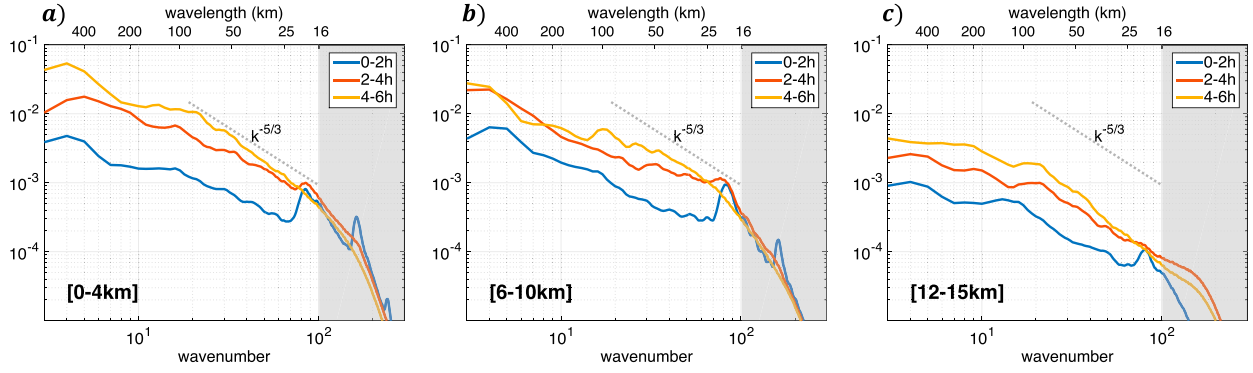 a)
wavelength (km)
400 200 100 50 25 16
10^-1
10^-2
10^-3
10^-4
0-2h
2-4h
4-6h
k^-5/3
[0-4km]
10^1 10^2
wavenumber
b)
wavelength (km)
400 200 100 50 25 16
10^-1
10^-2
10^-3
10^-4
0-2h
2-4h
4-6h
k^-5/3
[6-10km]
10^1 10^2
wavenumber
c)
wavelength (km)
400 200 100 50 25 16
10^-1
10^-2
10^-3
10^-4
0-2h
2-4h
4-6h
k^-5/3
[12-15km]
10^1 10^2
wavenumber